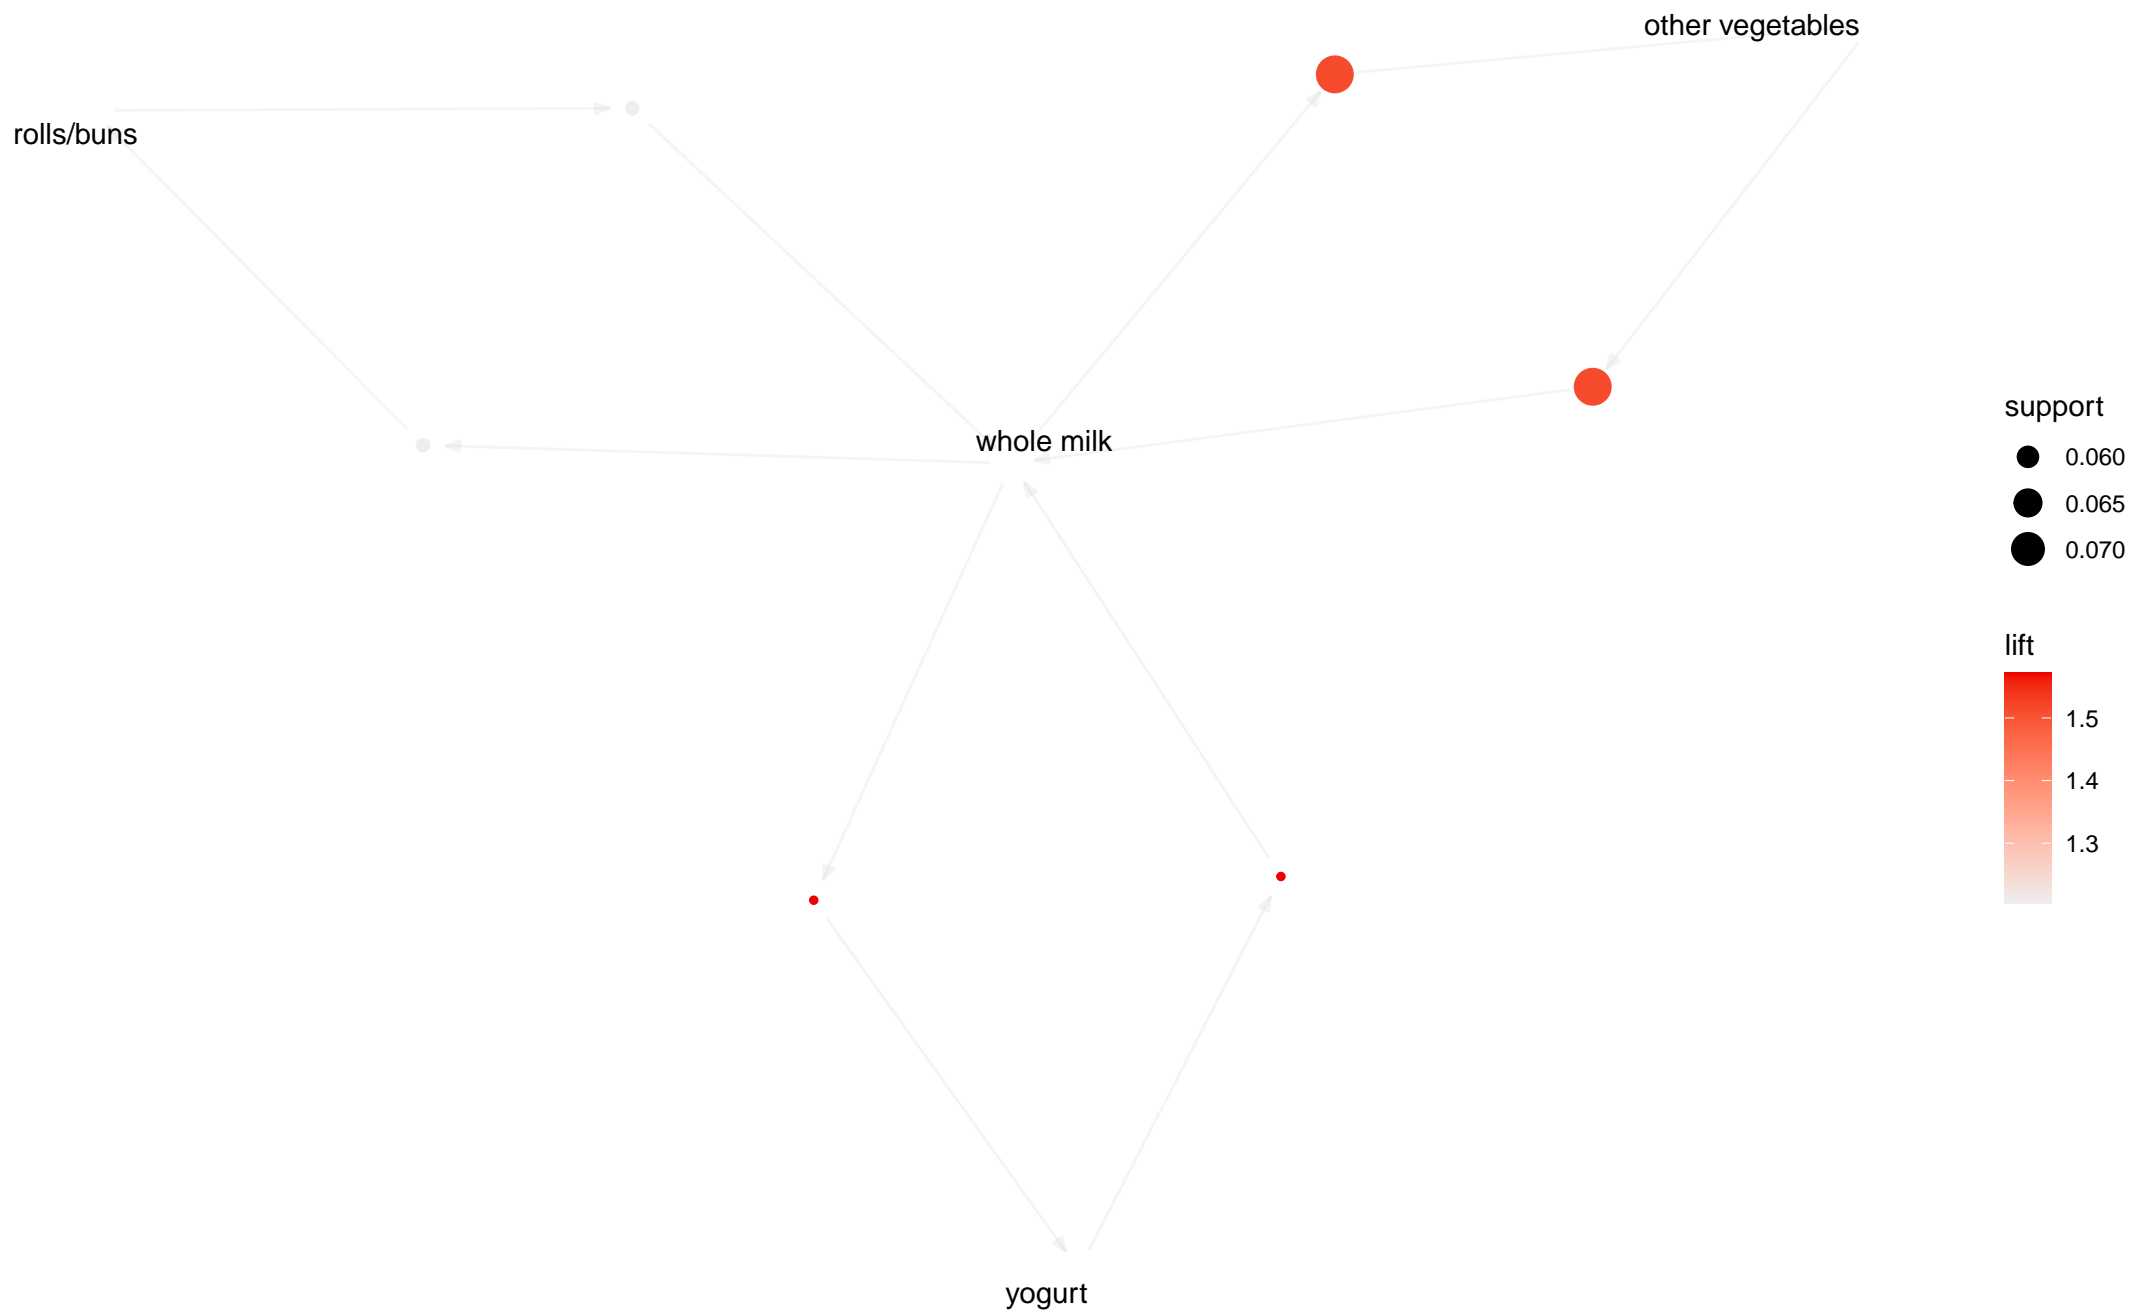 other vegetables
rolls/buns
whole milk
yogurt
support
0.060
0.065
0.070
lift
1.5
1.4
1.3